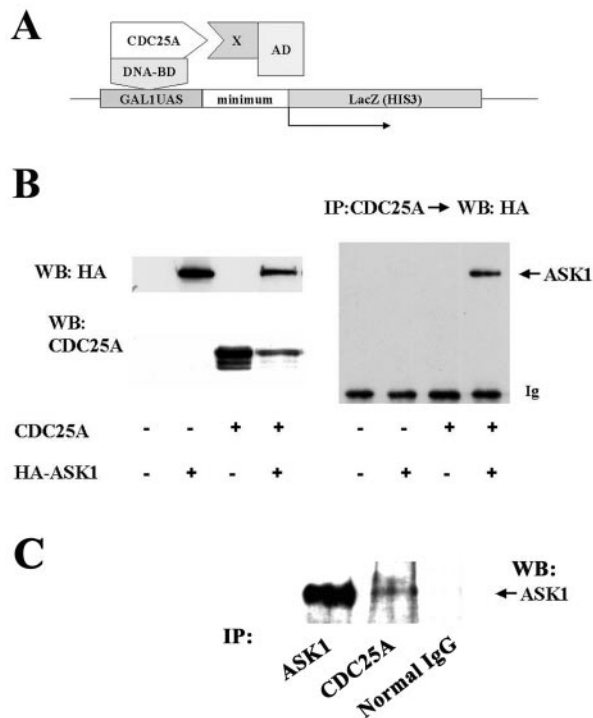 A
CDC25A
X
AD
DNA-BD
GAL1UAS
minimum
LacZ (HIS3)
B
IP:CDC25A → WB: HA
WB: HA
← ASK1
WB:
CDC25A
Ig
CDC25A - - + + - - + +
HA-ASK1 - + - + - + - +
C
WB:
← ASK1
IP:
ASK1
CDC25A
Normal IgG